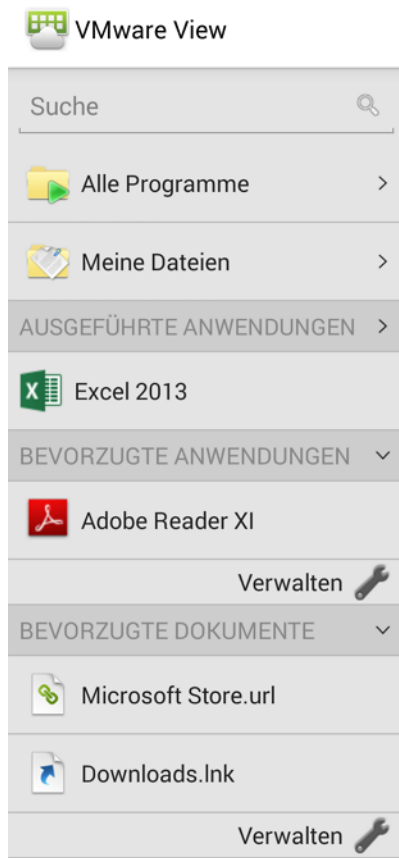 VMware View
Suche
Alle Programme
Meine Dateien
AUSGEFÜHRTE ANWENDUNGEN
Excel 2013
BEVORZUGTE ANWENDUNGEN
Adobe Reader XI
Verwalten
BEVORZUGTE DOKUMENTE
Microsoft Store.url
Downloads.lnk
Verwalten